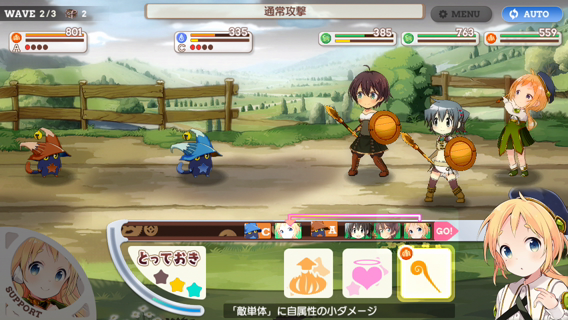 WAVE 2/3
2
通常攻撃
MENU
AUTO
801
A
335
C
385
763
559
C
A
GO!
とっておき
SUPPORT
「敵単体」に自属性の小ダメージ